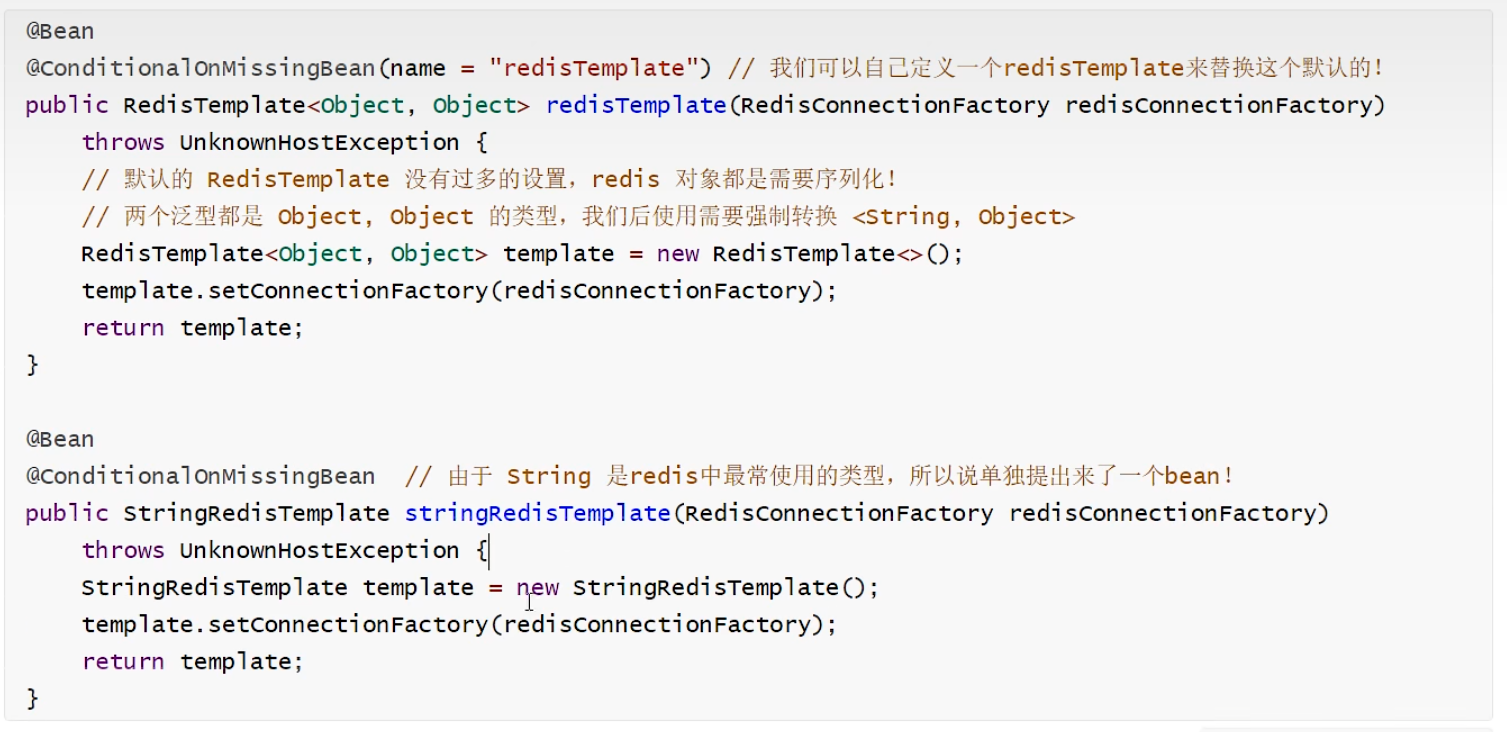 @Bean
@ConditionalOnMissingBean(name = "redisTemplate") // 我们可以自己定义一个redisTemplate来替换这个默认的！
public RedisTemplate<Object, Object> redisTemplate(RedisConnectionFactory redisConnectionFactory)
    throws UnknownHostException {
    // 默认的 RedisTemplate 没有过多的设置，redis 对象都是需要序列化！
    // 两个泛型都是 Object, Object 的类型，我们后使用需要强制转换 <String, Object>
    RedisTemplate<Object, Object> template = new RedisTemplate<>();
    template.setConnectionFactory(redisConnectionFactory);
    return template;
}
@Bean
@ConditionalOnMissingBean  // 由于 String 是redis中最常使用的类型，所以说单独提出来了一个bean！
public StringRedisTemplate stringRedisTemplate(RedisConnectionFactory redisConnectionFactory)
    throws UnknownHostException {
    StringRedisTemplate template = new StringRedisTemplate();
    template.setConnectionFactory(redisConnectionFactory);
    return template;
}